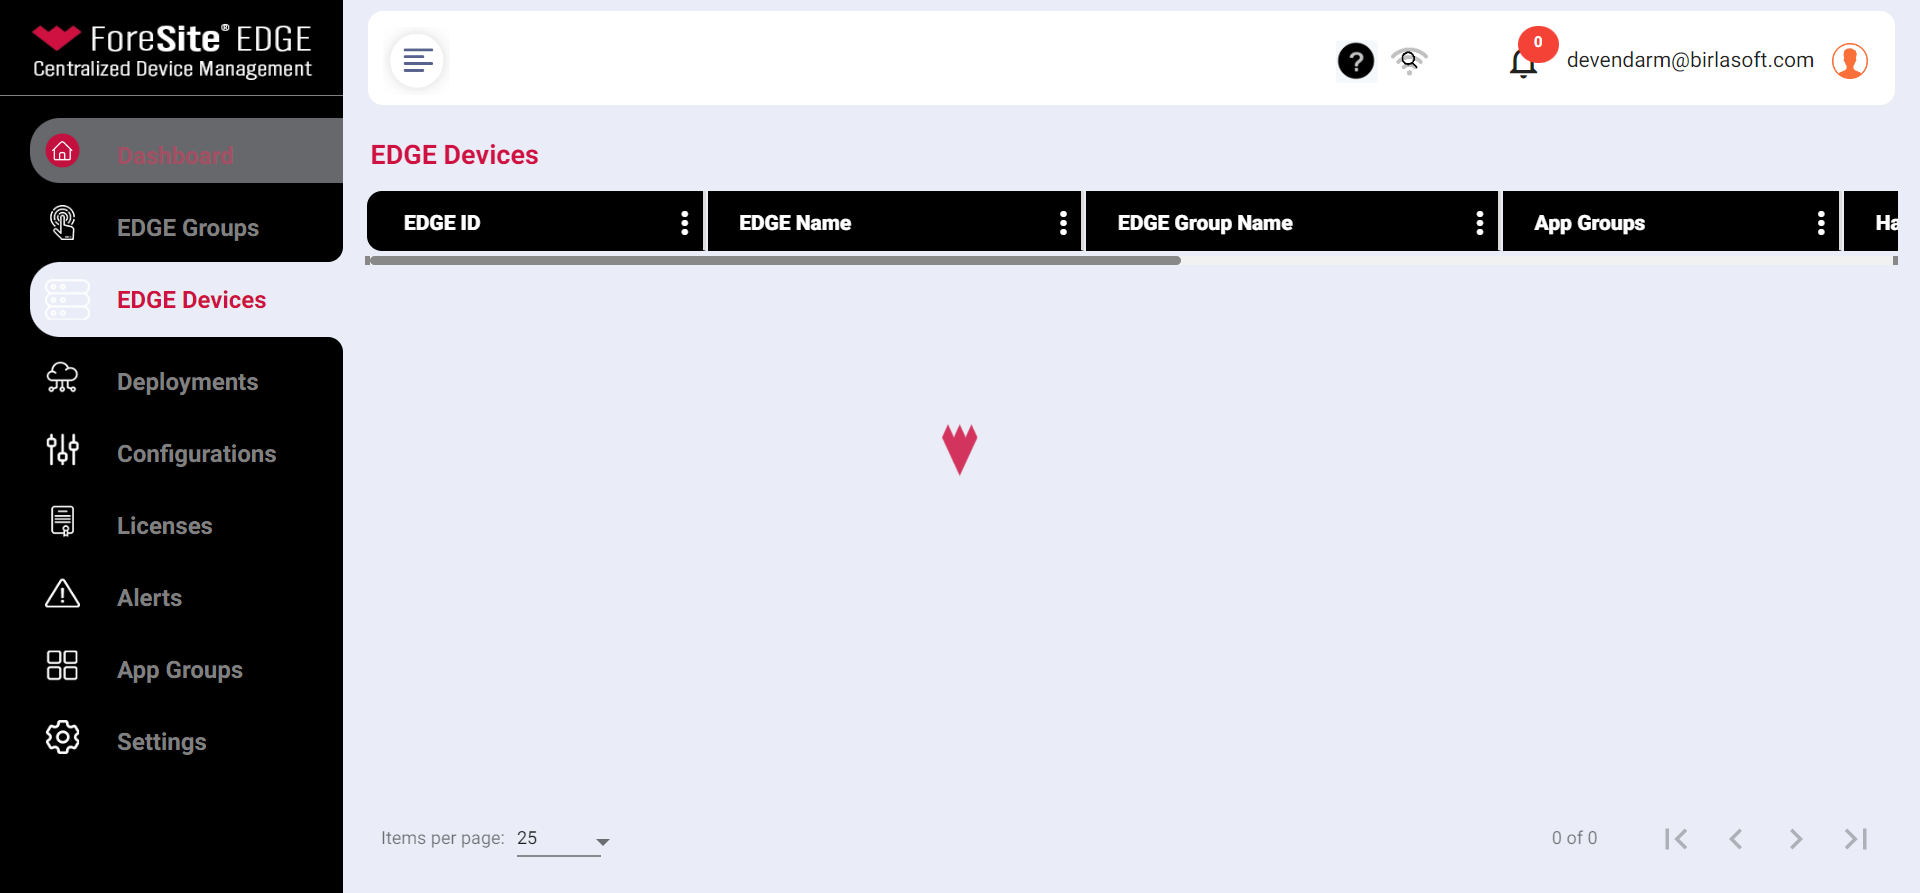 ForeSite® EDGE
Centralized Device Management
Dashboard
EDGE Groups
EDGE Devices
Deployments
Configurations
Licenses
Alerts
App Groups
Settings
?
0
devendarm@birlasoft.com
EDGE Devices
EDGE ID
EDGE Name
EDGE Group Name
App Groups
Items per page: 25
0 of 0